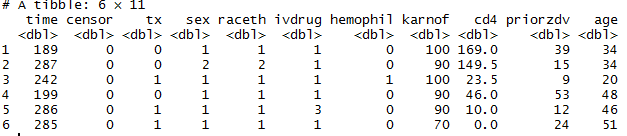 # A tibble: 6 × 11
time censor tx sex raceth ivdrug hemophil karnof cd4 priorzdv age
<dbl> <dbl> <dbl> <dbl> <dbl> <dbl> <dbl> <dbl> <dbl> <dbl> <dbl>
1 189 0 0 1 1 1 0 100 169.0 39 34
2 287 0 0 2 2 1 0 90 149.5 15 34
3 242 0 1 1 1 1 1 100 23.5 9 20
4 199 0 0 1 1 1 0 90 46.0 53 48
5 286 0 1 1 1 3 0 90 10.0 12 46
6 285 0 1 1 1 1 0 70 0.0 24 51